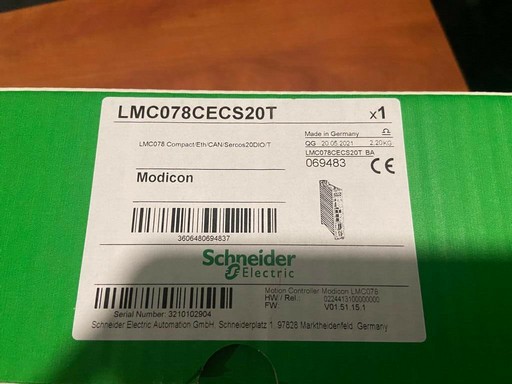 LMC078CECS20T x1
Made in Germany
LMC078 Compact/Eth/CAN/Sercos20DIO/T
QG 20.05.2021 2,20KG
LMC078CECS20T BA
069483 CE
Modicon
3606480694837
Schneider
Electric
Motion Controller Modicon LMC078
HW / Rel.: 0224413100000000
FW: V01.51.15.1
Serial Number: 3210102904
Schneider Electric Automation GmbH, Schneiderplatz 1, 97828 Marktheidenfeld, Germany